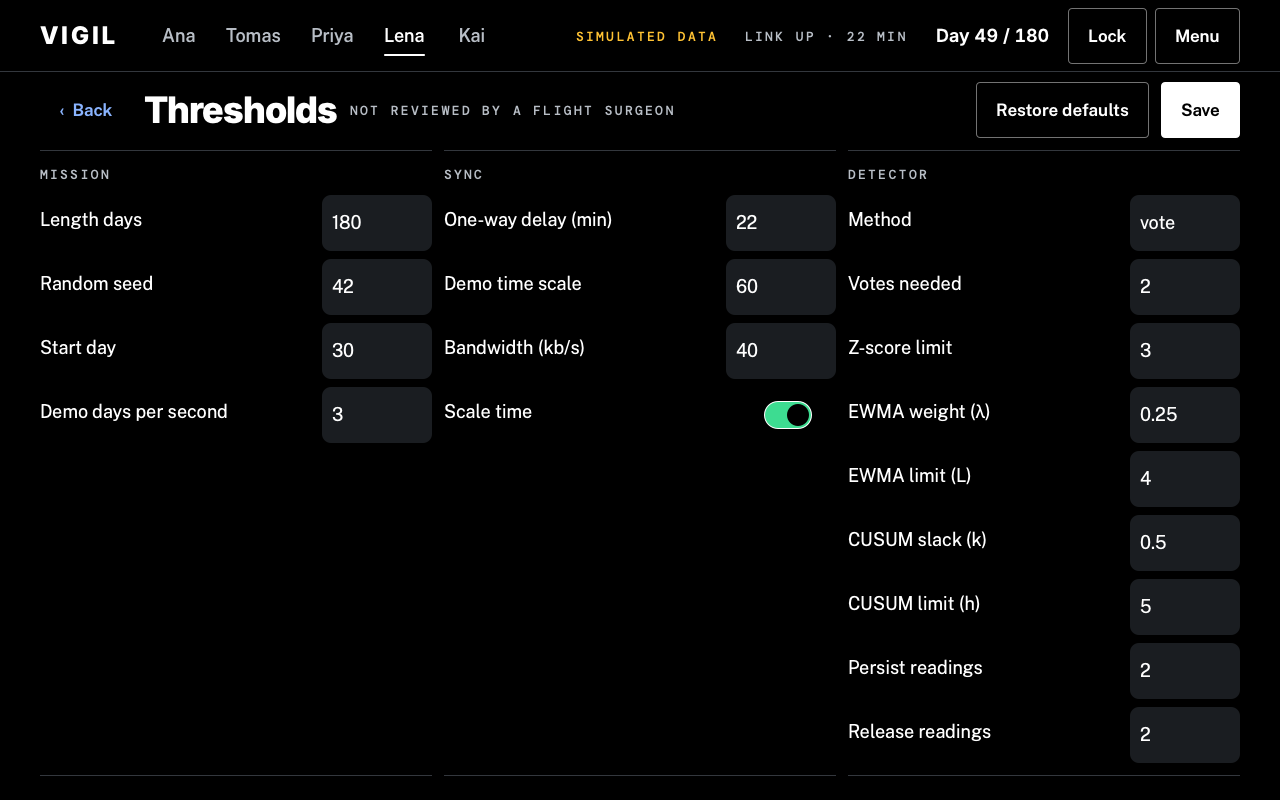 VIGIL Ana Tomas Priya Lena Kai SIMULATED DATA LINK UP · 22 MIN Day 49 / 180 Lock Menu
‹ Back Thresholds NOT REVIEWED BY A FLIGHT SURGEON Restore defaults Save
MISSION
Length days 180
Random seed 42
Start day 30
Demo days per second 3
SYNC
One-way delay (min) 22
Demo time scale 60
Bandwidth (kb/s) 40
Scale time
DETECTOR
Method vote
Votes needed 2
Z-score limit 3
EWMA weight (λ) 0.25
EWMA limit (L) 4
CUSUM slack (k) 0.5
CUSUM limit (h) 5
Persist readings 2
Release readings 2